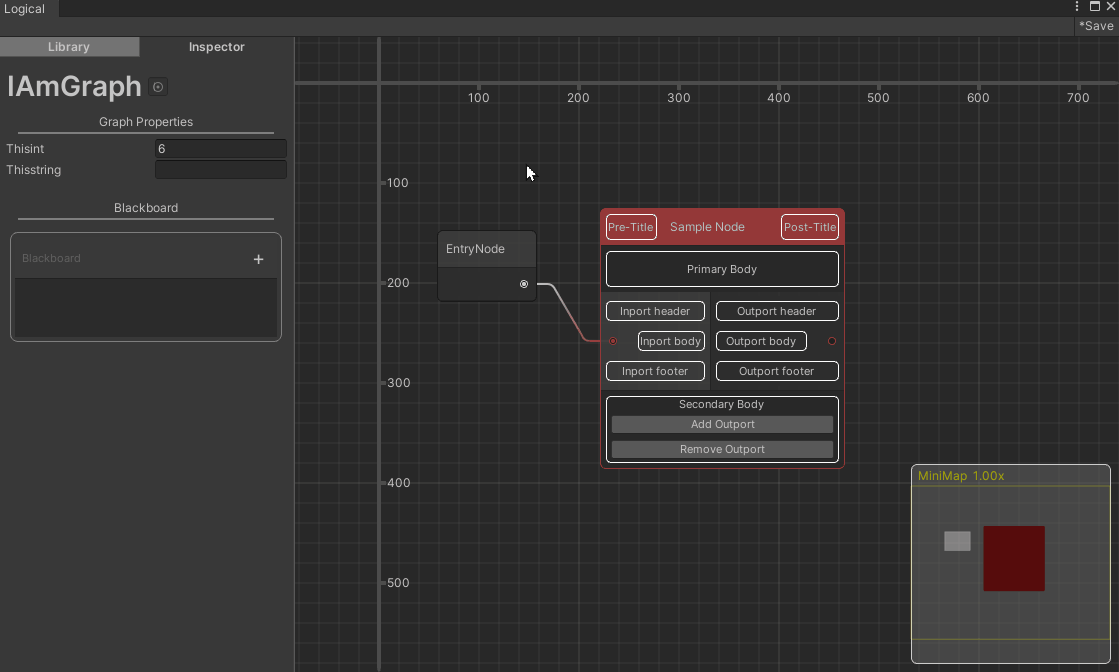 Logical
*Save
Library Inspector
IAmGraph
Graph Properties
Thisint 6
Thisstring
Blackboard
Blackboard +
100 200 300 400 500 600 700
100
200
300
400
500
EntryNode
Pre-Title Sample Node Post-Title
Primary Body
Inport header Outport header
Inport body Outport body
Inport footer Outport footer
Secondary Body
Add Outport
Remove Outport
MiniMap 1.00x